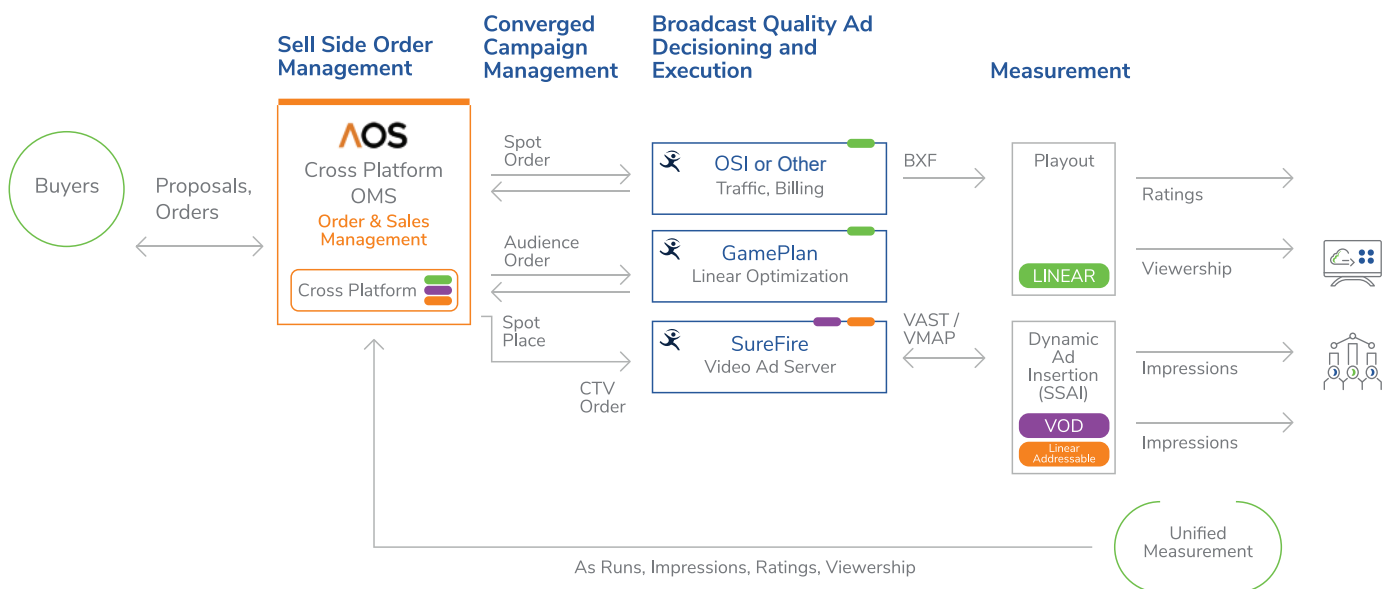 Sell Side Order
Management
Converged
Campaign
Management
Broadcast Quality Ad
Decisioning and
Execution
Measurement
Buyers
Proposals,
Orders
AOS
Cross Platform
OMS
Order & Sales
Management
Cross Platform
Spot
Order
Audience
Order
Spot
Place
CTV
Order
OSI or Other
Traffic, Billing
GamePlan
Linear Optimization
SureFire
Video Ad Server
BXF
VAST /
VMAP
Playout
LINEAR
Dynamic
Ad
Insertion
(SSAI)
VOD
Linear
Addressable
Ratings
Viewership
Impressions
Impressions
Unified
Measurement
As Runs, Impressions, Ratings, Viewership